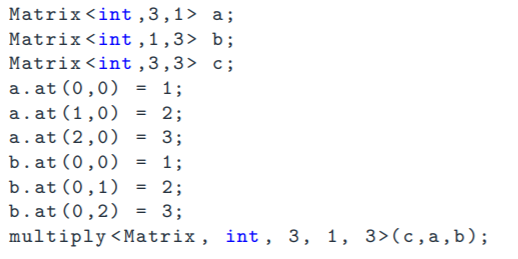 Matrix<int,3,1> a;
Matrix<int,1,3> b;
Matrix<int,3,3> c;
a.at(0,0) = 1;
a.at(1,0) = 2;
a.at(2,0) = 3;
b.at(0,0) = 1;
b.at(0,1) = 2;
b.at(0,2) = 3;
multiply<Matrix, int, 3, 1, 3>(c,a,b);